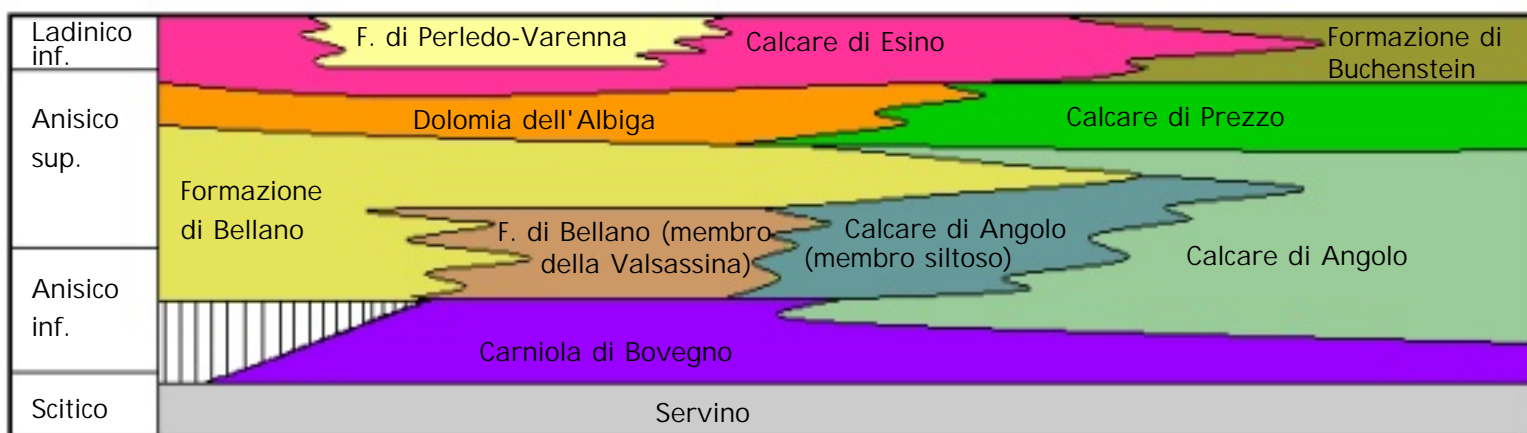 Ladinico
inf.
F. di Perledo-Varenna
Calcare di Esino
Formazione di
Buchenstein
Anisico
sup.
Dolomia dell'Albiga
Calcare di Prezzo
Formazione
di Bellano
F. di Bellano (membro
della Valsassina)
Calcare di Angolo
(membro siltoso)
Calcare di Angolo
Anisico
inf.
Carniola di Bovegno
Scitico
Servino